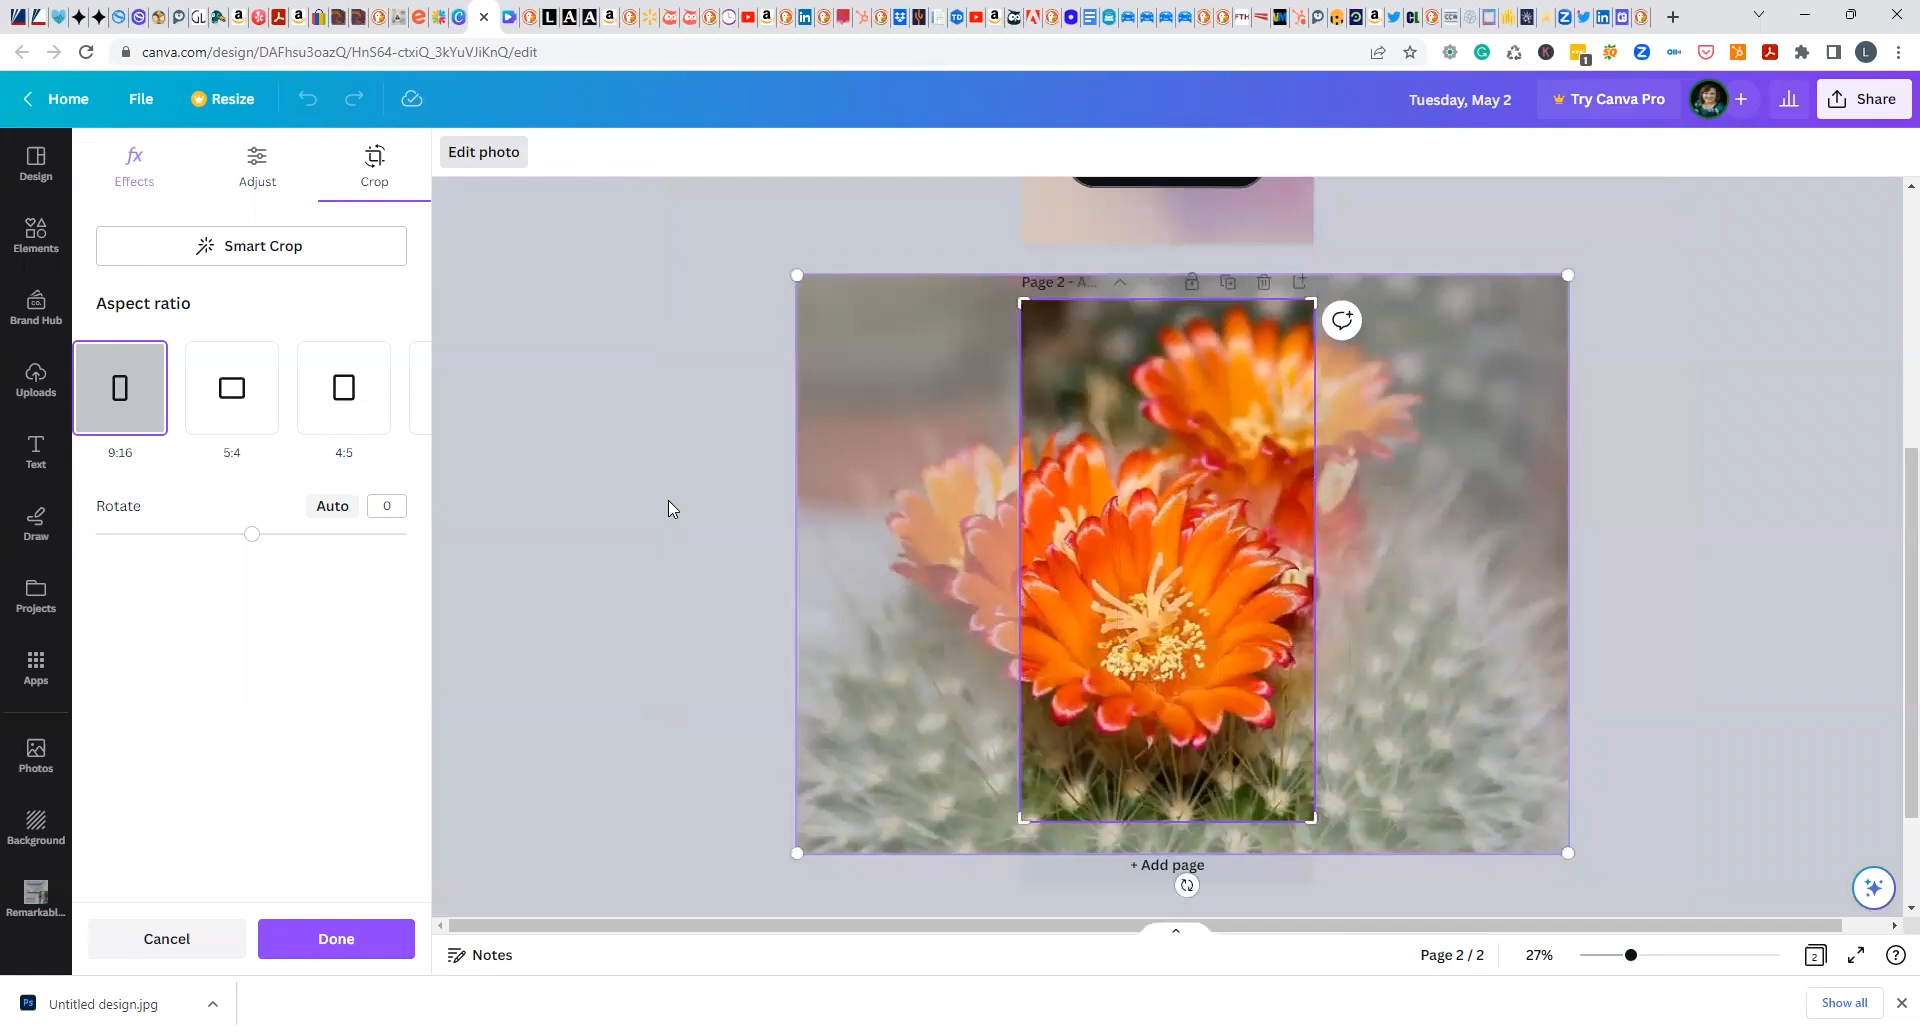 canva.com/design/DAFhsu3oazQ/HnS64-ctxiQ_3kYuVJiKnQ/edit
1
L
Home
File
Resize
Tuesday, May 2
Try Canva Pro
Share
Design
Elements
Brand Hub
Uploads
Text
Draw
Projects
Apps
Photos
Background
Remarkabl...
fx
Effects
Adjust
Crop
Smart Crop
Aspect ratio
9:16
5:4
4:5
Rotate
Auto
0
Cancel
Done
Edit photo
Page 2 - A...
+ Add page
Notes
Page 2 / 2
27%
2
Untitled design.jpg
Show all